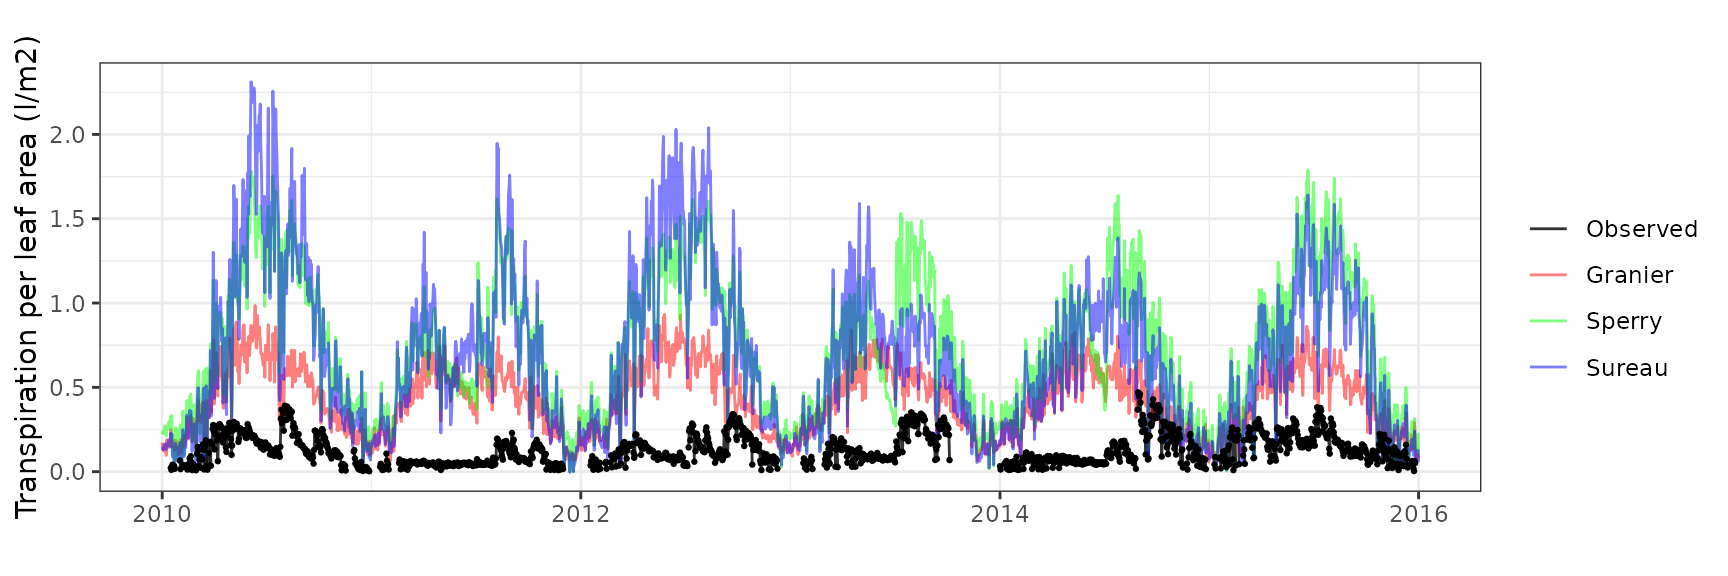 Transpiration per leaf area (l/m2)
2.0
1.5
1.0
0.5
0.0
2010
2012
2014
2016
Observed
Granier
Sperry
Sureau